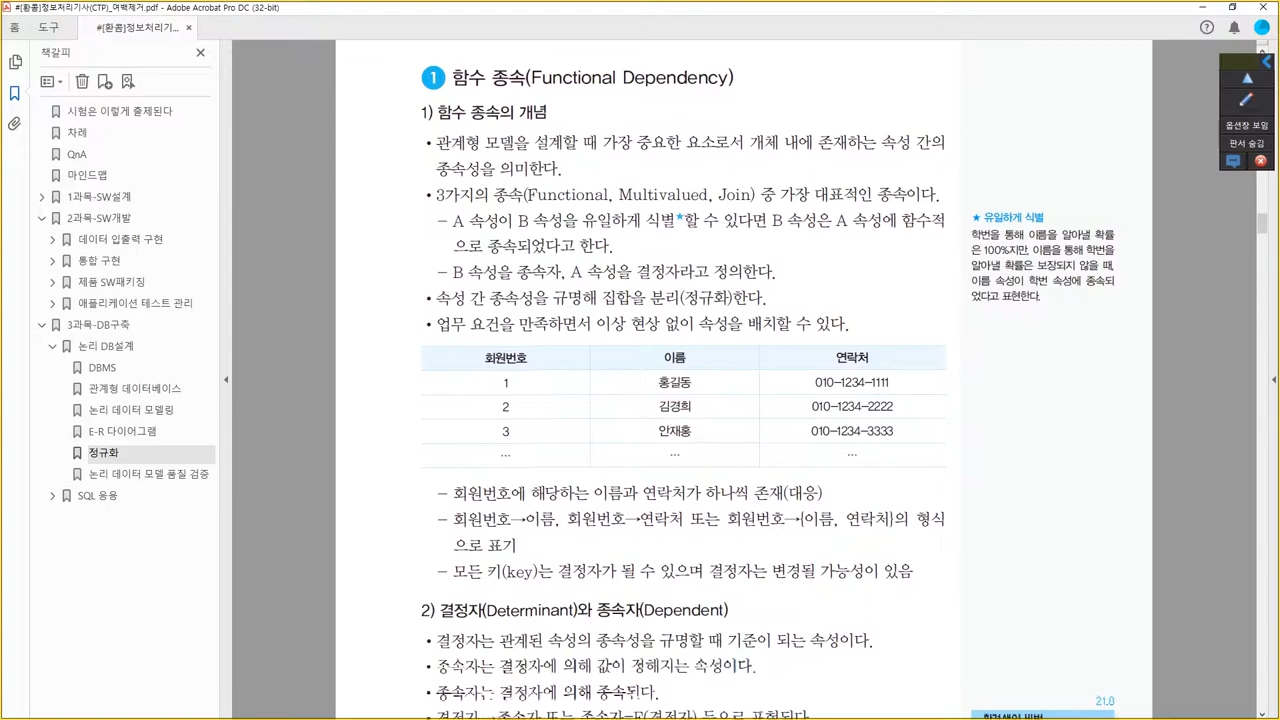 #[환콤]정보처리기사(CTP)_여백제거.pdf - Adobe Acrobat Pro DC (32-bit)
홈 도구 #[환콤]정보처리기... ×
책갈피
시험은 이렇게 출제된다
차례
QnA
마인드맵
1과목-SW설계
2과목-SW개발
데이터 입출력 구현
통합 구현
제품 SW패키징
애플리케이션 테스트 관리
3과목-DB구축
논리 DB설계
DBMS
관계형 데이터베이스
논리 데이터 모델링
E-R 다이어그램
정규화
논리 데이터 모델 품질 검증
SQL 응용
1 함수 종속(Functional Dependency)
1) 함수 종속의 개념
• 관계형 모델을 설계할 때 가장 중요한 요소로서 개체 내에 존재하는 속성 간의
종속성을 의미한다.
• 3가지의 종속(Functional, Multivalued, Join) 중 가장 대표적인 종속이다.
– A 속성이 B 속성을 유일하게 식별★할 수 있다면 B 속성은 A 속성에 함수적
으로 종속되었다고 한다.
– B 속성을 종속자, A 속성을 결정자라고 정의한다.
• 속성 간 종속성을 규명해 집합을 분리(정규화)한다.
• 업무 요건을 만족하면서 이상 현상 없이 속성을 배치할 수 있다.
회원번호 이름 연락처
1 홍길동 010–1234–1111
2 김경희 010–1234–2222
3 안재홍 010–1234–3333
… … …
– 회원번호에 해당하는 이름과 연락처가 하나씩 존재(대응)
– 회원번호→이름, 회원번호→연락처 또는 회원번호→{이름, 연락처}의 형식
으로 표기
– 모든 키(key)는 결정자가 될 수 있으며 결정자는 변경될 가능성이 있음
2) 결정자(Determinant)와 종속자(Dependent)
• 결정자는 관계된 속성의 종속성을 규명할 때 기준이 되는 속성이다.
• 종속자는 결정자에 의해 값이 정해지는 속성이다.
• 종속자는 결정자에 의해 종속된다.
• 결정자→종속자 또는 종속자=F(결정자) 등으로 표현된다.
★ 유일하게 식별
학번을 통해 이름을 알아낼 확률
은 100%지만, 이름을 통해 학번을
알아낼 확률은 보장되지 않을 때,
이름 속성이 학번 속성에 종속되
었다고 표현한다.
21.8
옵션창 보임
판서 숨김